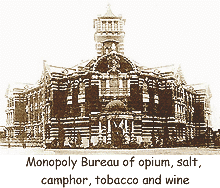 Monopoly Bureau of opium, salt,
camphor, tobacco and wine